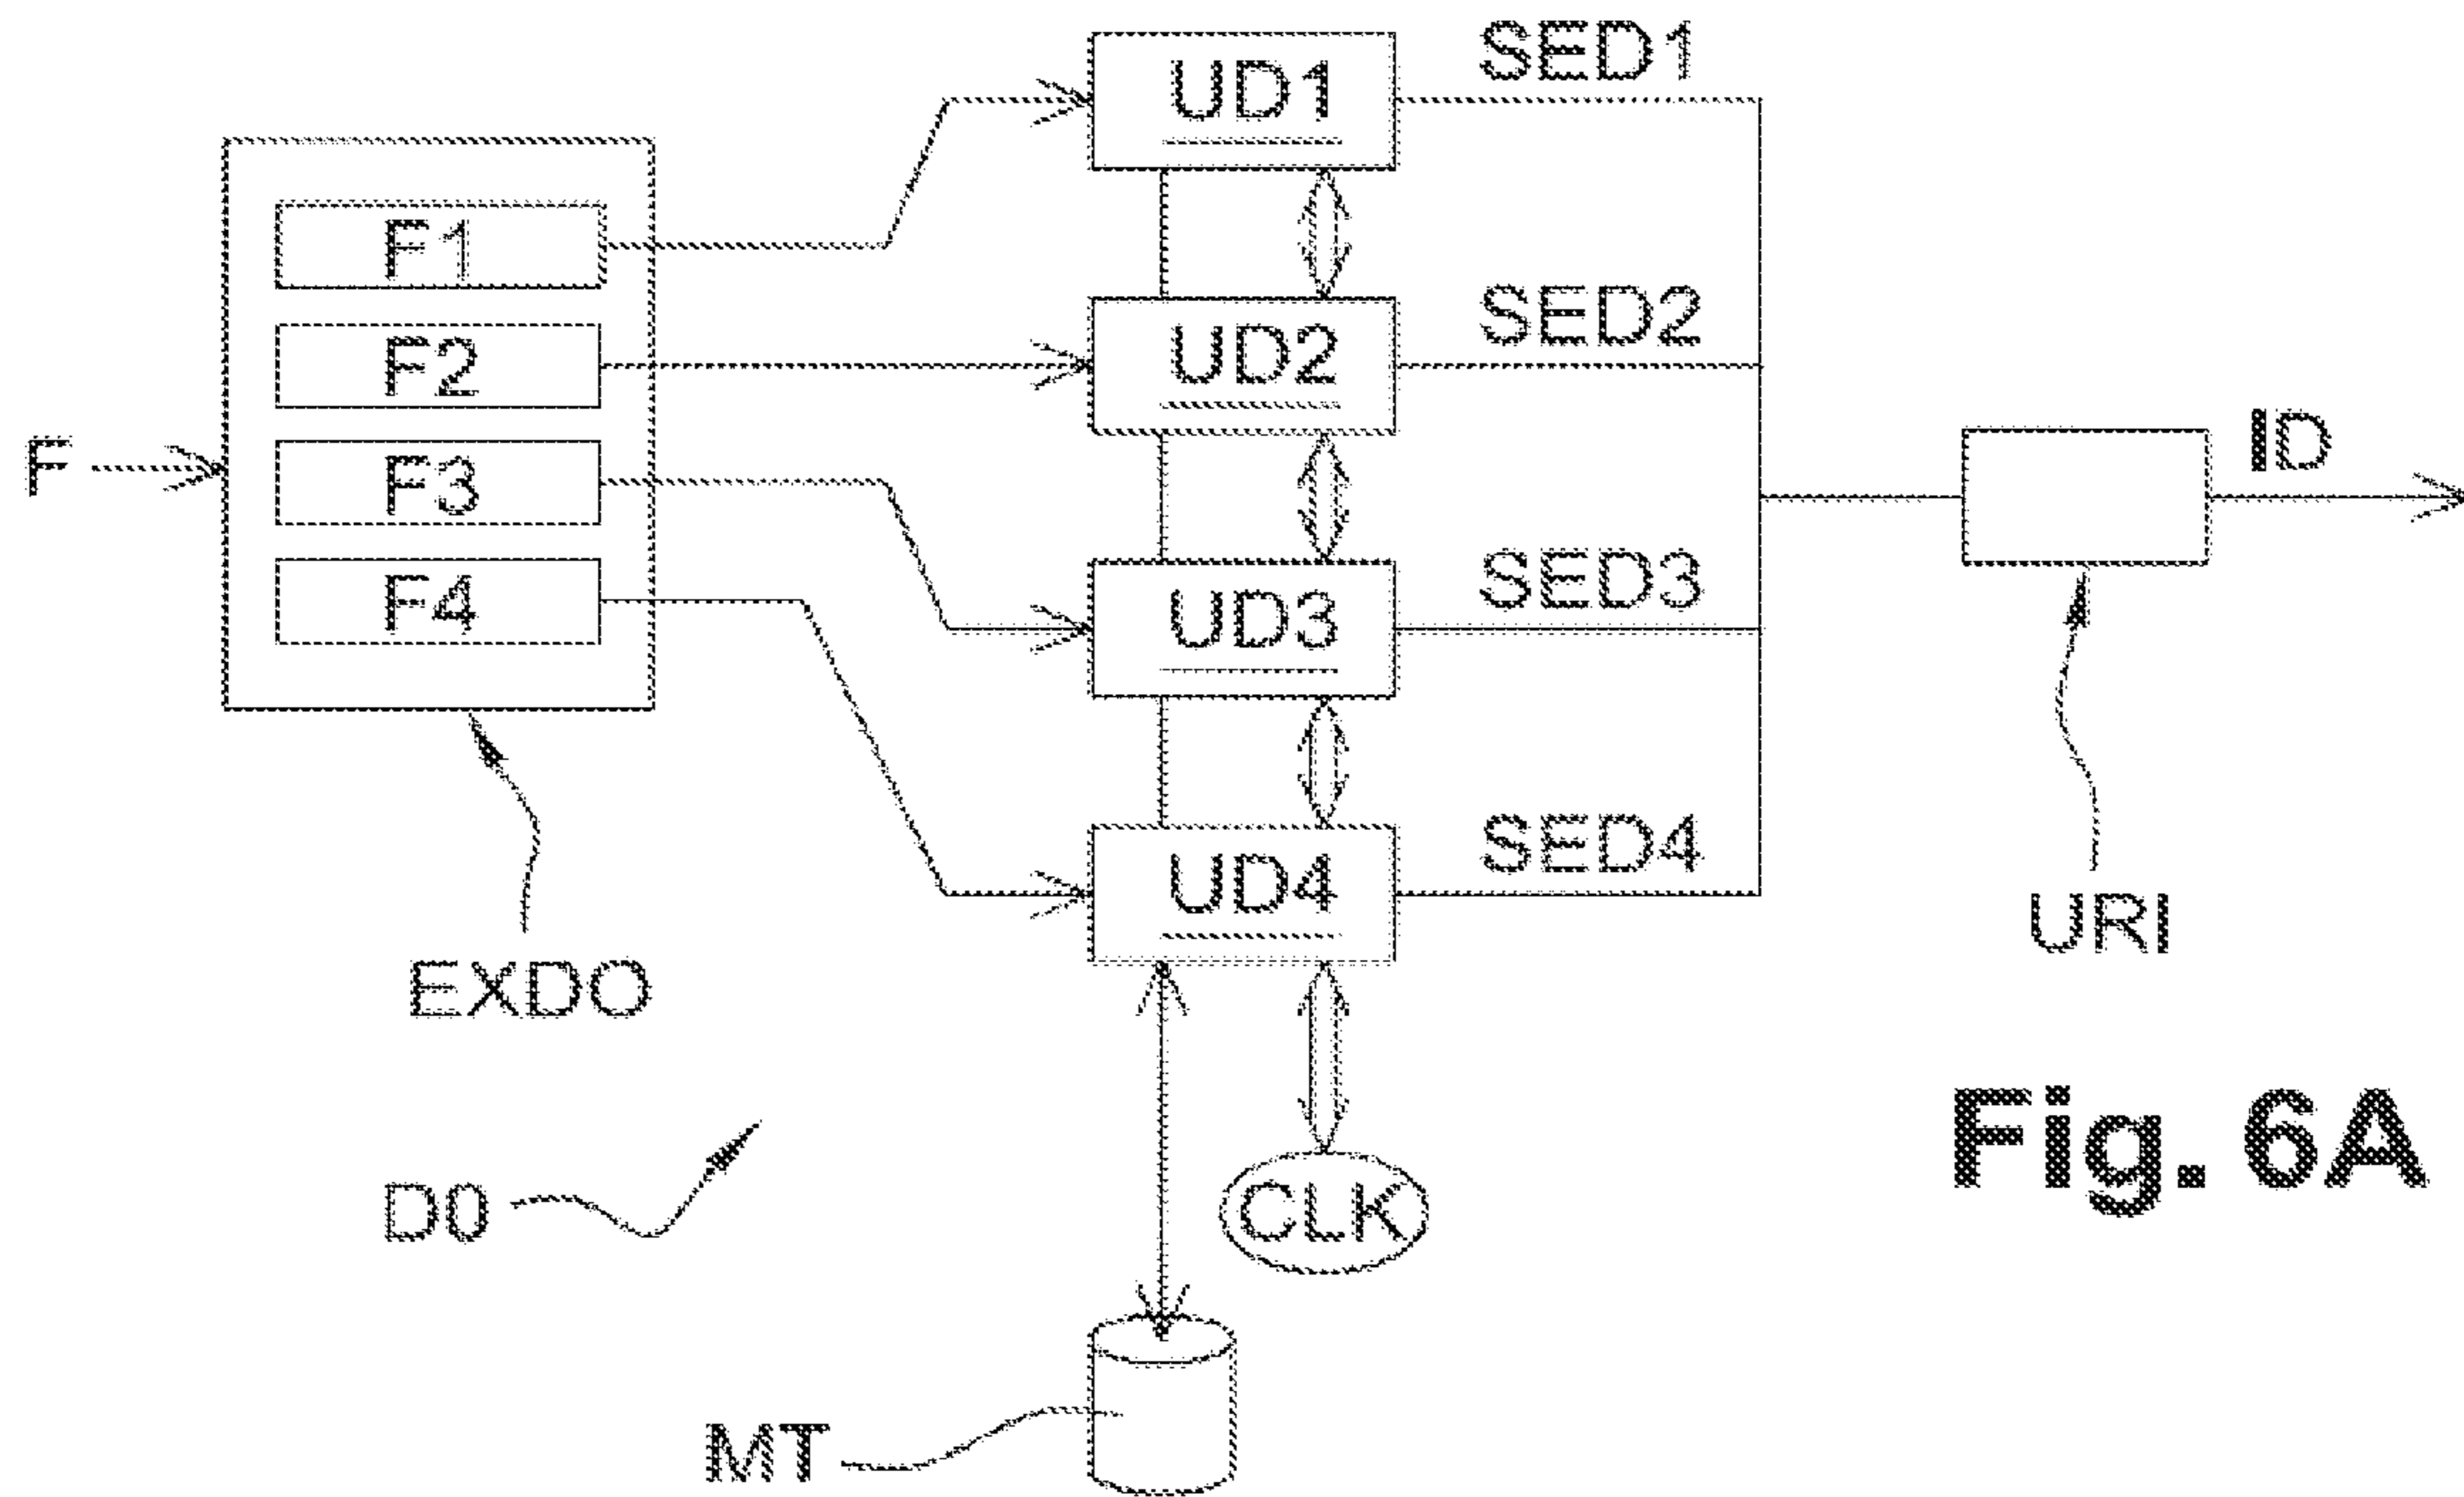 SED1
UD1
F1
SED2
UD2
F2
F
ID
F3
SED3
UD3
F4
SED4
UD4
URI
EXDO
Fig. 6A
D0
CLK
MT